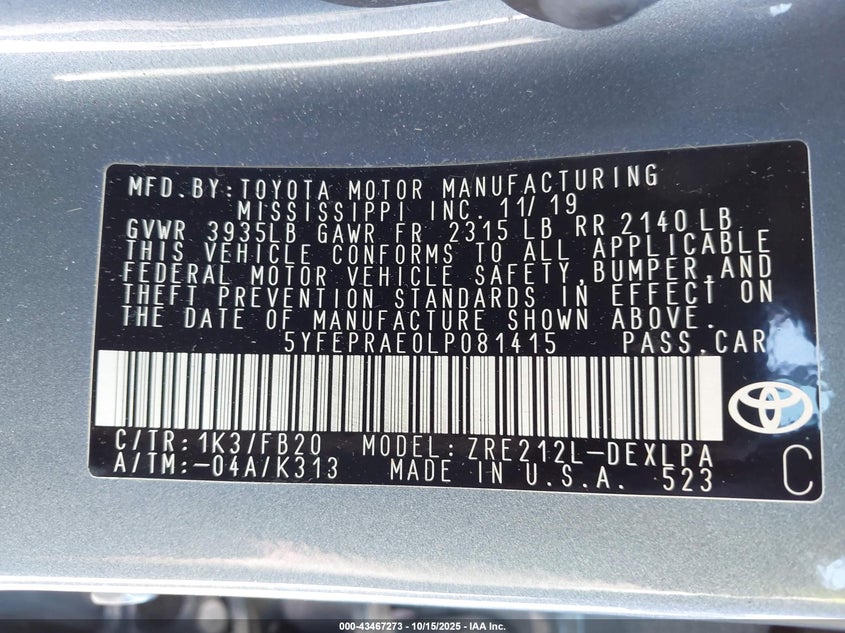 MFD.BY:TOYOTA MOTOR MANUFACTURING
MISSISSIPPI INC. 11/19
GVWR 3935LB GAWR FR 2315 LB RR 2140 LB
THIS VEHICLE CONFORMS TO ALL APPLICABLE
FEDERAL MOTOR VEHICLE SAFETY,BUMPER,AND
THEFT PREVENTION STANDARDS IN EFFECT ON
THE DATE OF MANUFACTURE SHOWN ABOVE.
5YFEPRAE0LP081415 PASS.CAR
C/TR:1K3/FB20 MODEL:ZRE212L-DEXLPA
A/TM:-04A/K313 MADE IN U.S.A. 523
C
000-43467273 - 10/15/2025 - IAA Inc.